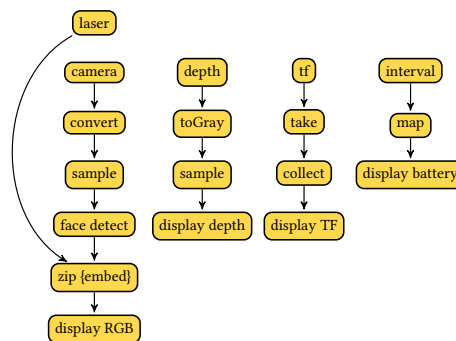 laser
camera
convert
sample
face detect
zip {embed}
display RGB
depth
toGray
sample
display depth
tf
take
collect
display TF
interval
map
display battery